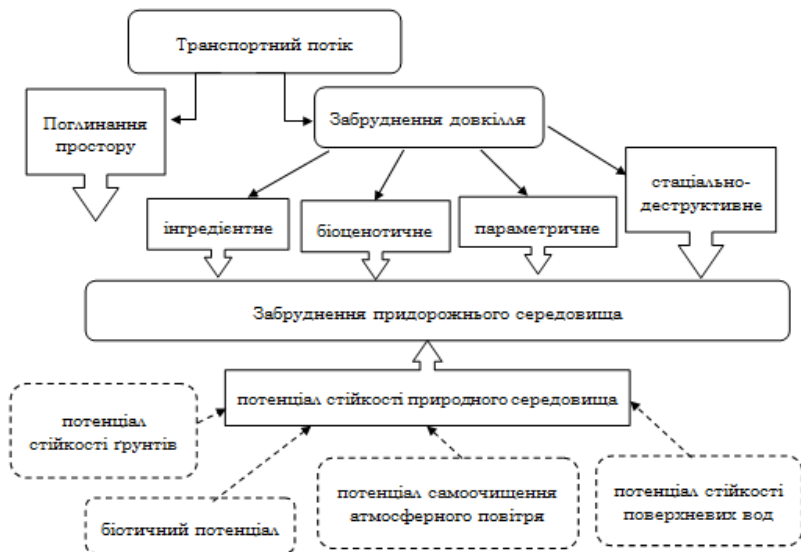 Транспортний потік
Поглинання
простору
Забруднення довкілля
стаціально-
деструктивне
інгредієнтне
біоценотичне
параметричне
Забруднення придорожнього середовища
потенціал стійкості природного середовища
потенціал
стійкості ґрунтів
біотичний потенціал
потенціал самоочищення
атмосферного повітря
потенціал стійкості
поверхневих вод